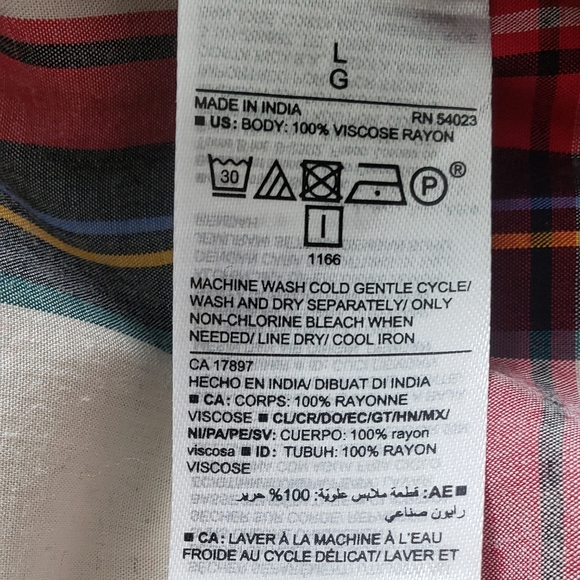 L
G
MADE IN INDIA RN 54023
■ US: BODY: 100% VISCOSE RAYON
30 P ®
1166
MACHINE WASH COLD GENTLE CYCLE/
WASH AND DRY SEPARATELY/ ONLY
NON-CHLORINE BLEACH WHEN
NEEDED/ LINE DRY/ COOL IRON
CA 17897
HECHO EN INDIA/ DIBUAT DI INDIA
■ CA: CORPS: 100% RAYONNE
VISCOSE ■ CL/CR/DO/EC/GT/HN/MX/
NI/PA/PE/SV: CUERPO: 100% rayon
viscosa ■ ID: TUBUH: 100% RAYON
VISCOSE
■ AE: قطعة ملابس علويّة: 100% حرير
رايون صناعي
■ CA: LAVER À LA MACHINE À L'EAU
FROIDE AU CYCLE DÉLICAT/ LAVER ET